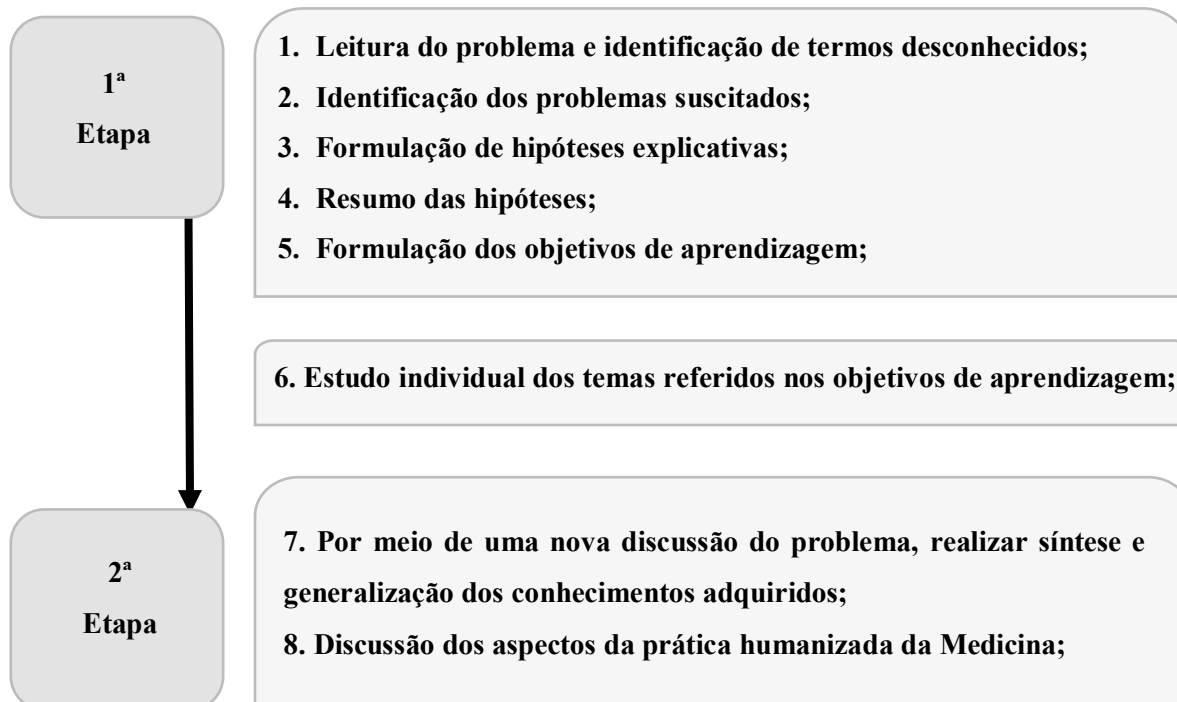 1ª
Etapa
1. Leitura do problema e identificação de termos desconhecidos;
2. Identificação dos problemas suscitados;
3. Formulação de hipóteses explicativas;
4. Resumo das hipóteses;
5. Formulação dos objetivos de aprendizagem;
6. Estudo individual dos temas referidos nos objetivos de aprendizagem;
2ª
Etapa
7. Por meio de uma nova discussão do problema, realizar síntese e
generalização dos conhecimentos adquiridos;
8. Discussão dos aspectos da prática humanizada da Medicina;